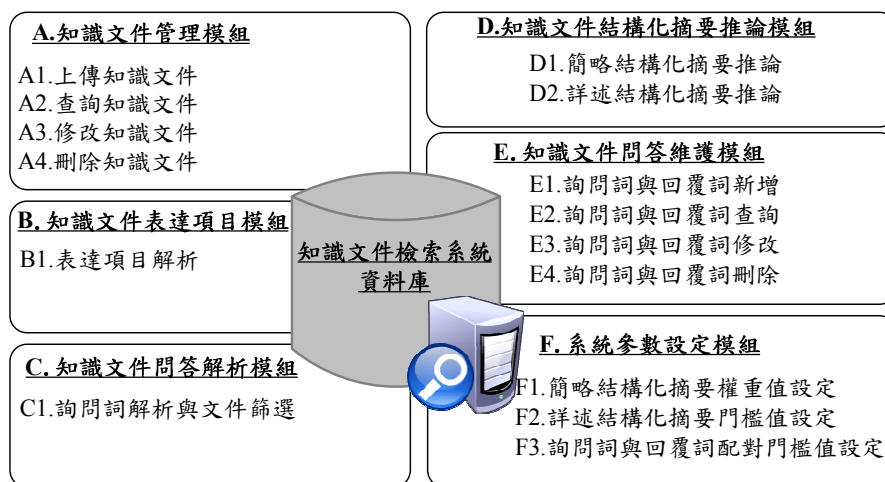 A.知識文件管理模組
A1.上傳知識文件
A2.查詢知識文件
A3.修改知識文件
A4.刪除知識文件
B.知識文件表達項目模組
B1.表達項目解析
C.知識文件問答解析模組
C1.詢問詞解析與文件篩選
知識文件檢索系統
資料庫
D.知識文件結構化摘要推論模組
D1.簡略結構化摘要推論
D2.詳述結構化摘要推論
E.知識文件問答維護模組
E1.詢問詞與回覆詞新增
E2.詢問詞與回覆詞查詢
E3.詢問詞與回覆詞修改
E4.詢問詞與回覆詞刪除
F.系統參數設定模組
F1.簡略結構化摘要權重值設定
F2.詳述結構化摘要門檻值設定
F3.詢問詞與回覆詞配對門檻值設定